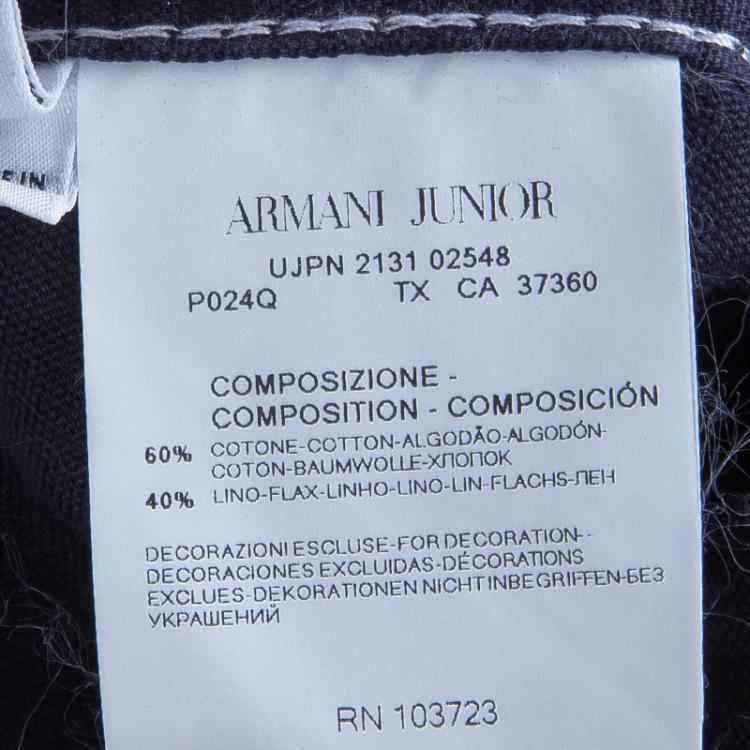 E IN
ARMANI JUNIOR
UJPN 2131 02548
P024Q TX CA 37360
COMPOSIZIONE -
COMPOSITION - COMPOSICIÓN
60% COTONE-COTTON-ALGODÃO-ALGODÓN-
COTON-BAUMWOLLE-ХЛОПОК
40% LINO-FLAX-LINHO-LINO-LIN-FLACHS-ЛЕН
DECORAZIONI ESCLUSE-FOR DECORATION--
DECORACIONES EXCLUIDAS-DÉCORATIONS
EXCLUES-DEKORATIONEN NICHT INBEGRIFFEN-БЕЗ
УКРАШЕНИЙ
RN 103723